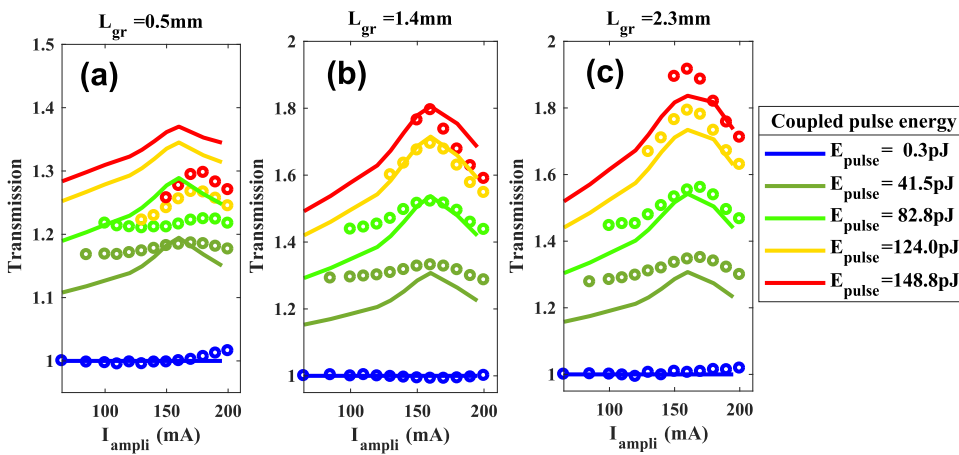 L_gr =0.5mm
L_gr =1.4mm
L_gr =2.3mm
(a)
(b)
(c)
Transmission
1.5
1.4
1.3
1.2
1.1
1
100
150
200
I_ampli (mA)
Transmission
2
1.8
1.6
1.4
1.2
1
100
150
200
I_ampli (mA)
Transmission
2
1.8
1.6
1.4
1.2
1
100
150
200
I_ampli (mA)
Coupled pulse energy
E_pulse = 0.3pJ
E_pulse = 41.5pJ
E_pulse = 82.8pJ
E_pulse =124.0pJ
E_pulse =148.8pJ